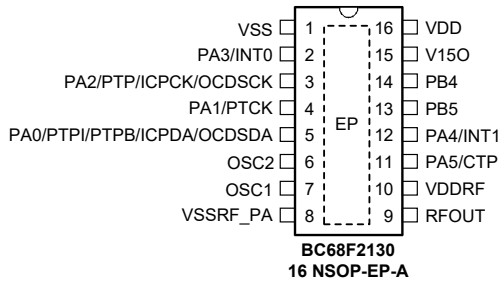 VSS 1 16 VDD
PA3/INT0 2 15 V15O
PA2/PTP/ICPCK/OCDSCK 3 14 PB4
PA1/PTCK 4 13 PB5
EP
PA0/PTPI/PTPB/ICPDA/OCDSDA 5 12 PA4/INT1
OSC2 6 11 PA5/CTP
OSC1 7 10 VDDRF
VSSRF_PA 8 9 RFOUT
BC68F2130
16 NSOP-EP-A